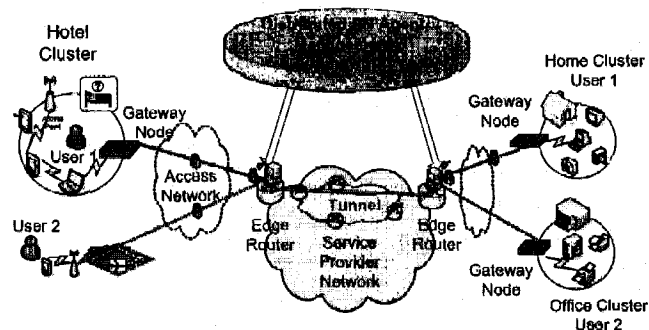 Hotel
Cluster
User 1
Gateway
Node
Access
Network
User 2
Edge
Router
Tunnel
Service
Provider
Network
Edge
Router
Home Cluster
User 1
Gateway
Node
Gateway
Node
Office Cluster
User 2